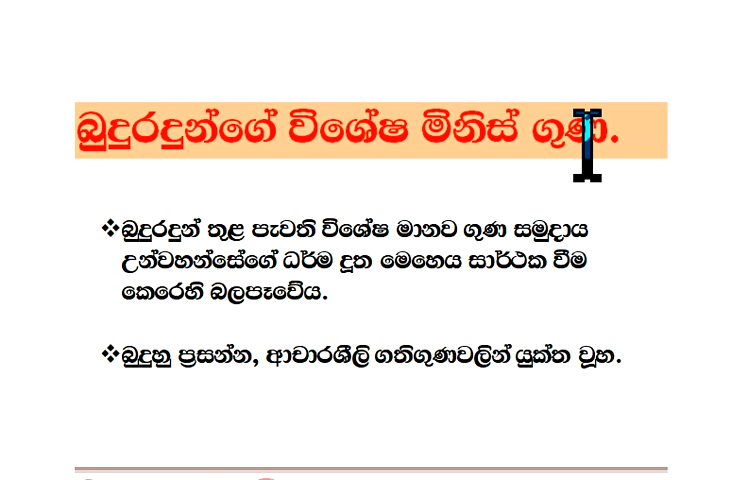 බුදුරදුන්ගේ විශේෂ මිනිස් ගුණ.
❖බුදුරදුන් තුළ පැවති විශේෂ මානව ගුණ සමුදාය
උන්වහන්සේගේ ධර්ම දූත මෙහෙය සාර්ථක වීම
කෙරෙහි බලපෑවේය.
❖බුදුහු ප්‍රසන්න, ආචාරශීලි ගතිගුණවලින් යුක්ත වූහ.